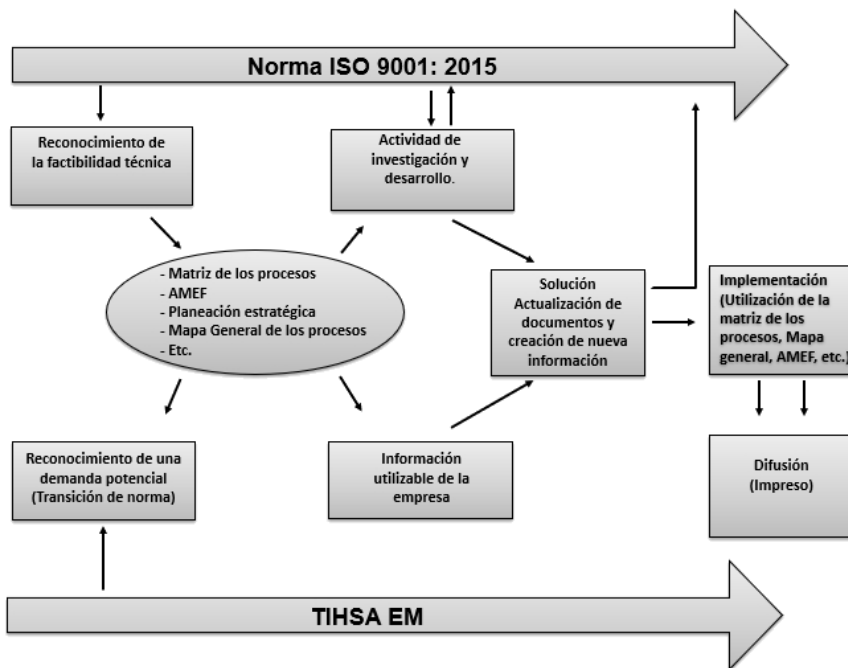 Norma ISO 9001: 2015
Reconocimiento de
la factibilidad técnica
Actividad de
investigación y
desarrollo.
- Matriz de los procesos
- AMEF
- Planeación estratégica
- Mapa General de los procesos
- Etc.
Solución
Actualización de
documentos y
creación de nueva
información
Implementación
(Utilización de la
matriz de los
procesos, Mapa
general, AMEF, etc.)
Reconocimiento de una
demanda potencial
(Transición de norma)
Información
utilizable de la
empresa
Difusión
(Impreso)
TIHSA EM